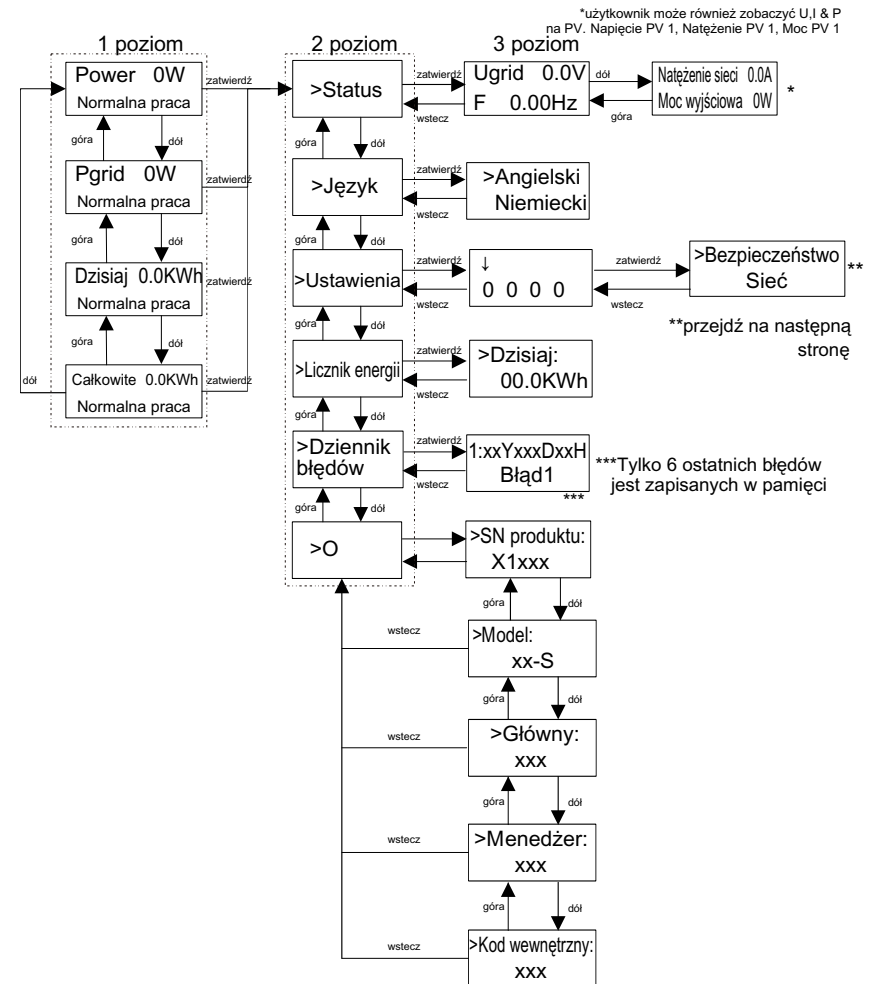 *użytkownik może również zobaczyć U,I & P
na PV. Napięcie PV 1, Natężenie PV 1, Moc PV 1
1 poziom
2 poziom
3 poziom
Power 0W
Normalna praca
zatwierdź
góra
dół
Pgrid 0W
Normalna praca
zatwierdź
góra
dół
Dzisiaj 0.0KWh
Normalna praca
zatwierdź
góra
dół
dół
Całkowite 0.0KWh
Normalna praca
zatwierdź
>Status
zatwierdź
wstecz
Ugrid 0.0V
F 0.00Hz
dół
góra
Natężenie sieci 0.0A
Moc wyjściowa 0W
*
góra
dół
>Język
zatwierdź
wstecz
>Angielski
Niemiecki
góra
dół
>Ustawienia
zatwierdź
wstecz
↓
0 0 0 0
zatwierdź
wstecz
>Bezpieczeństwo
Sieć
**
**przejdź na następną
stronę
góra
dół
>Licznik energii
zatwierdź
wstecz
>Dzisiaj:
00.0KWh
góra
dół
>Dziennik
błędów
zatwierdź
wstecz
1:xxYxxxDxxH
Błąd1
***
***Tylko 6 ostatnich błędów
jest zapisanych w pamięci
góra
dół
>O
>SN produktu:
X1xxx
góra
dół
wstecz
>Model:
xx-S
góra
dół
wstecz
>Główny:
xxx
góra
dół
wstecz
>Menedżer:
xxx
góra
dół
wstecz
>Kod wewnętrzny:
xxx